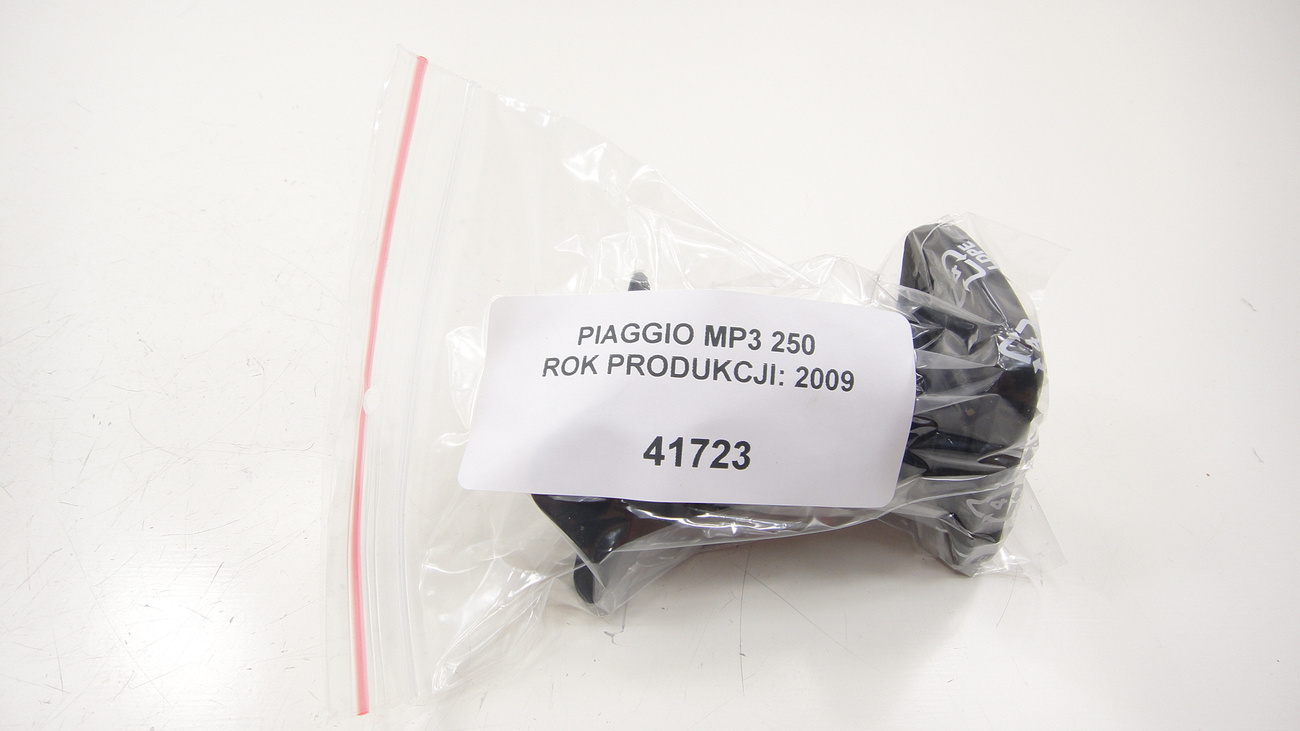 PIAGGIO MP3 250
ROK PRODUKCJI: 2009
41723